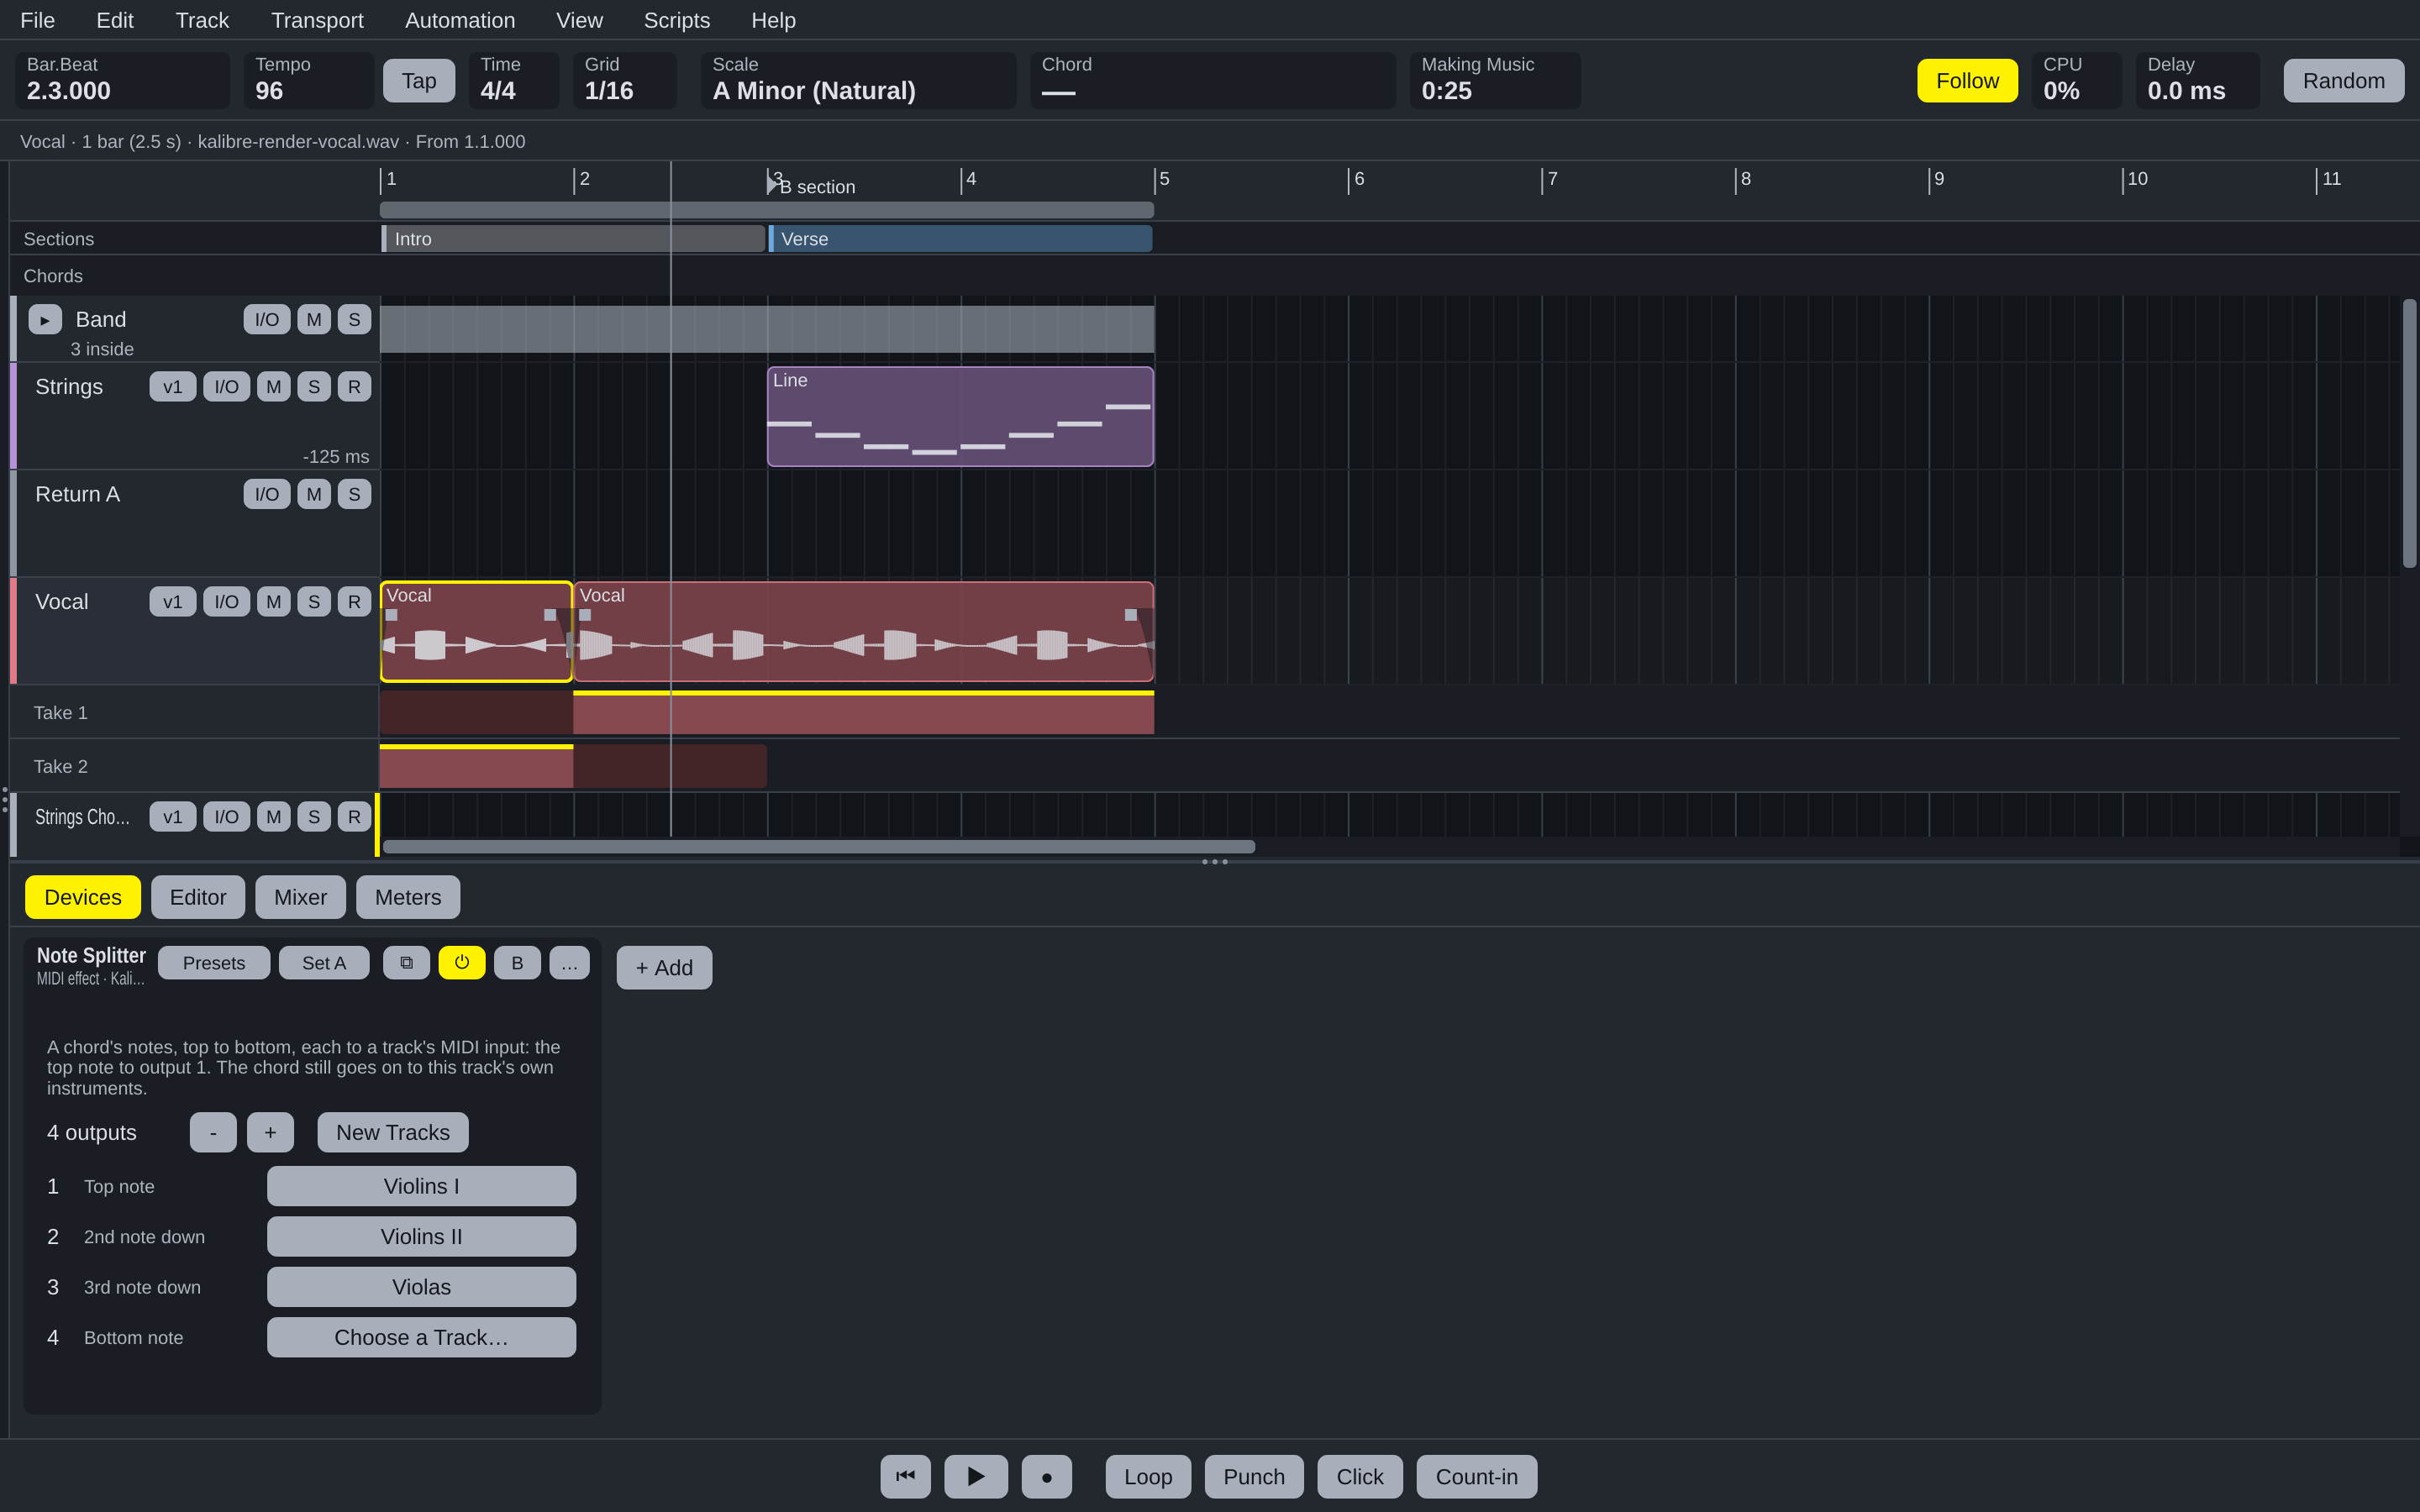 File Edit Track Transport Automation View Scripts Help
Bar.Beat Tempo Time Grid Scale Chord Making Music CPU Delay
2.3.000 96 Tap 4/4 1/16 A Minor (Natural) — 0:25 Follow 0% 0.0 ms Random
Vocal · 1 bar (2.5 s) · kalibre-render-vocal.wav · From 1.1.000
1 2 3 4 5 6 7 8 9 10 11
B section
Sections Intro Verse
Chords
Band I/O M S
3 inside
Strings v1 I/O M S R Line
-125 ms
Return A I/O M S
Vocal v1 I/O M S R Vocal Vocal
Take 1
Take 2
Strings Cho… v1 I/O M S R
Devices Editor Mixer Meters
Note Splitter Presets Set A B …
MIDI effect · Kali…
+ Add
A chord's notes, top to bottom, each to a track's MIDI input: the
top note to output 1. The chord still goes on to this track's own
instruments.
4 outputs - + New Tracks
1 Top note Violins I
2 2nd note down Violins II
3 3rd note down Violas
4 Bottom note Choose a Track…
Loop Punch Click Count-in